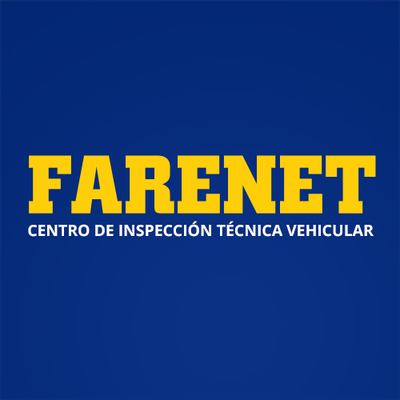 FARENET
CENTRO DE INSPECCIÓN TÉCNICA VEHICULAR